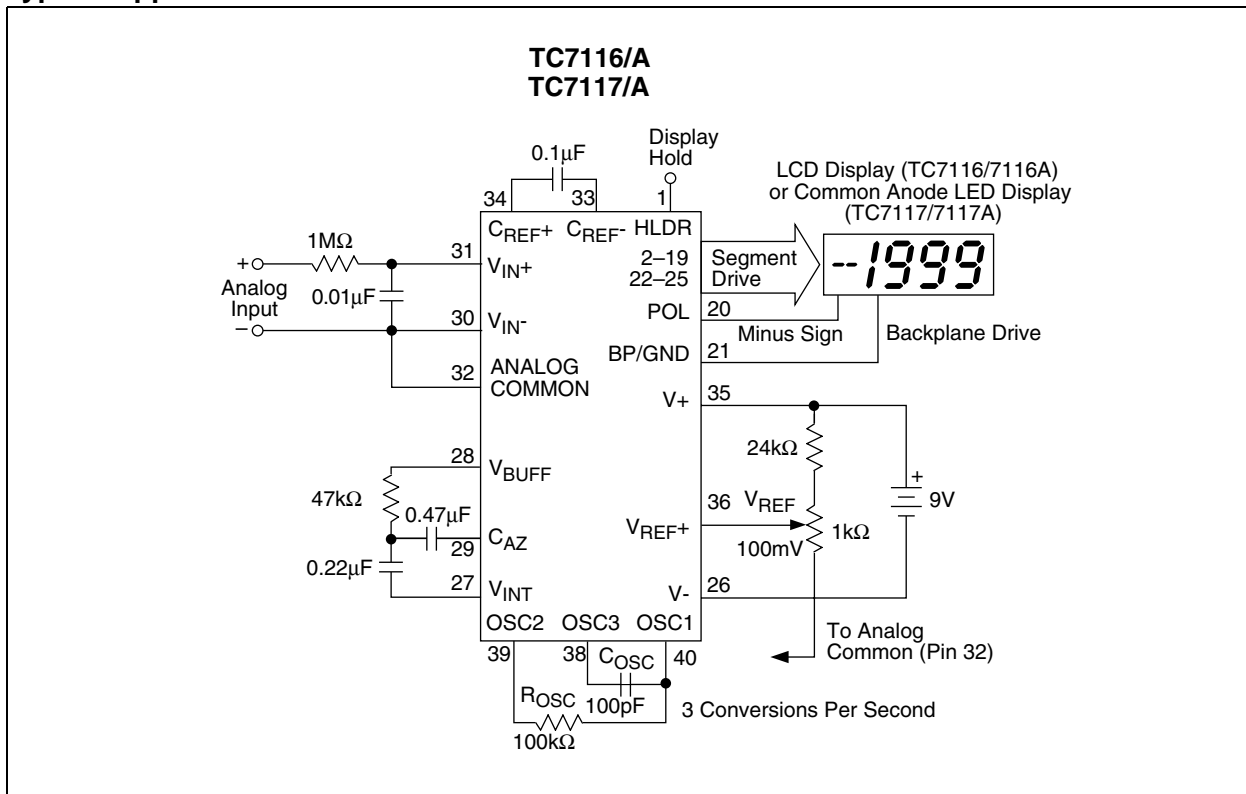 TC7116/A
TC7117/A
Display
Hold
0.1µF
34
33
1
LCD Display (TC7116/7116A)
or Common Anode LED Display
(TC7117/7117A)
CREF+
CREF-
HLDR
1MΩ
31
VIN+
2–19
22–25
Segment
Drive
-1999
+
Analog
Input
–
0.01µF
30
VIN-
POL
20
Minus Sign
Backplane Drive
BP/GND
21
32
ANALOG
COMMON
V+
35
24kΩ
28
VBUFF
+
9V
47kΩ
36
VREF
0.47µF
VREF+
1kΩ
100mV
29
CAZ
0.22µF
27
VINT
V-
26
OSC2
OSC3
OSC1
To Analog
Common (Pin 32)
39
38
COSC
40
100pF
ROSC
100kΩ
3 Conversions Per Second